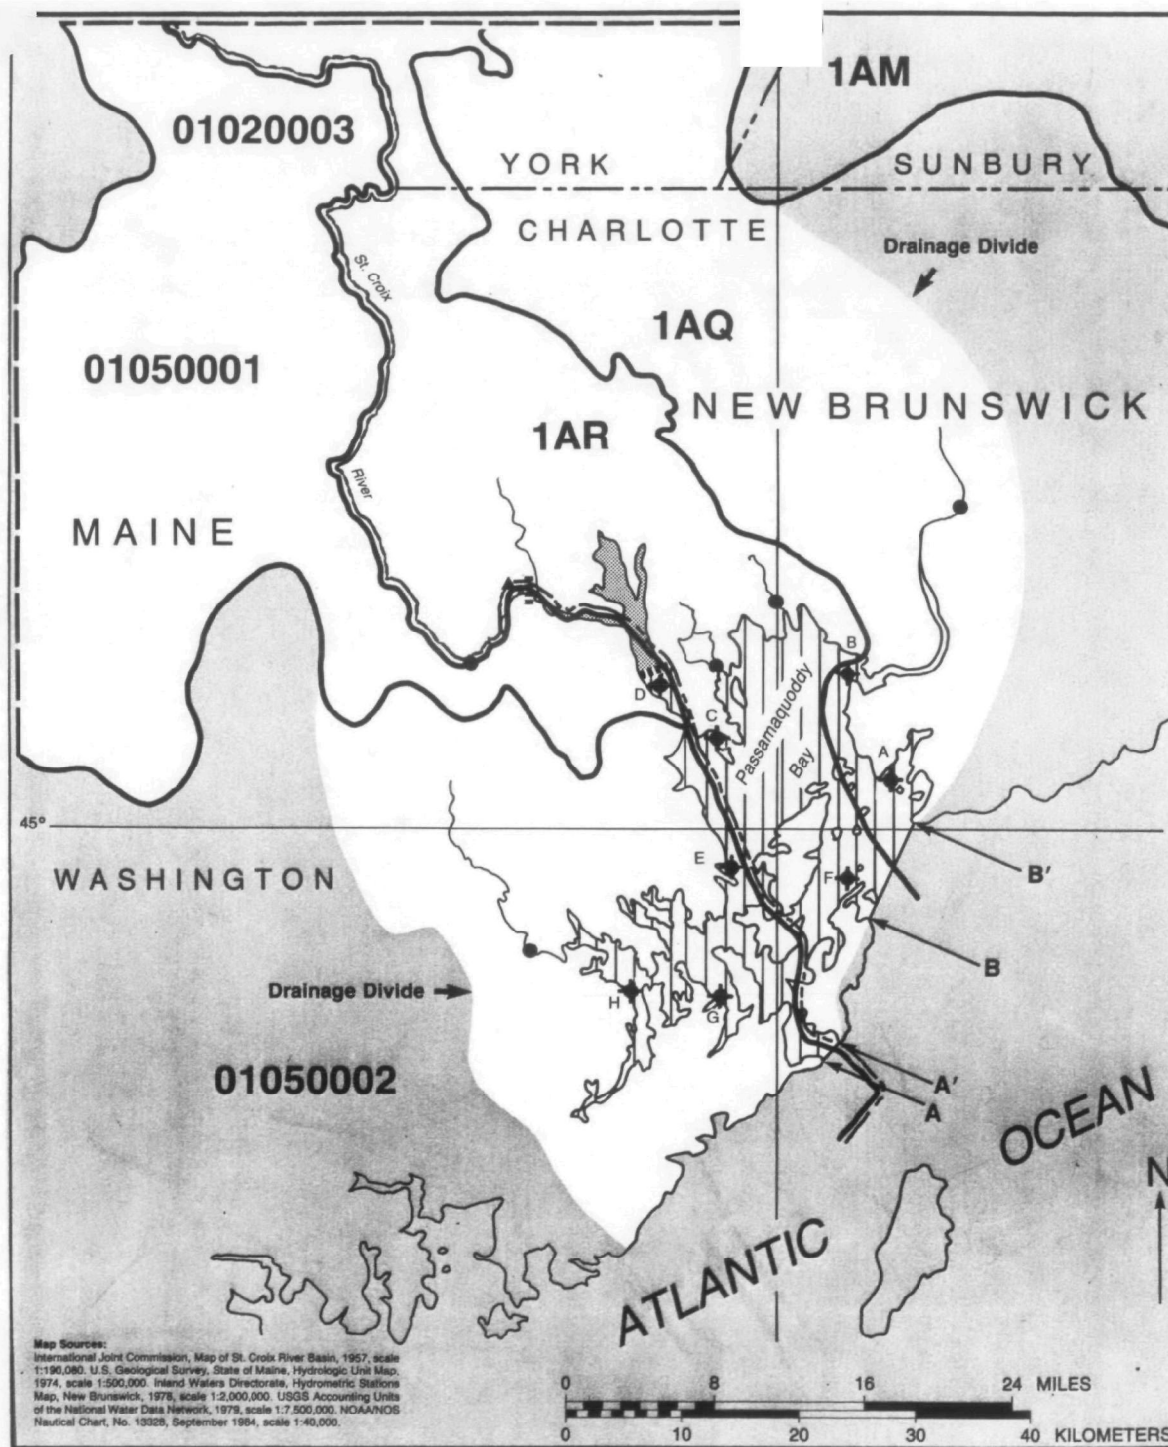 1AM
01020003
YORK
SUNBURY
CHARLOTTE
Drainage Divide
St. Croix
1AQ
01050001
NEW BRUNSWICK
1AR
River
MAINE
B
Passamaquoddy
Bay
D
C
A
45°
E
WASHINGTON
F
B'
B
Drainage Divide
H
G
01050002
A'
A
OCEAN
N
ATLANTIC
Map Sources:
International Joint Commission, Map of St. Croix River Basin, 1957, scale
1:190,080. U.S. Geological Survey, State of Maine, Hydrologic Unit Map,
1974, scale 1:500,000. Inland Waters Directorate, Hydrometric Stations
Map, New Brunswick, 1978, scale 1:2,000,000. USGS Accounting Units
of the National Water Data Network, 1979, scale 1:7,500,000. NOAA/NOS
Nautical Chart, No. 13328, September 1984, scale 1:40,000.
0 8 16 24 MILES
0 10 20 30 40 KILOMETERS